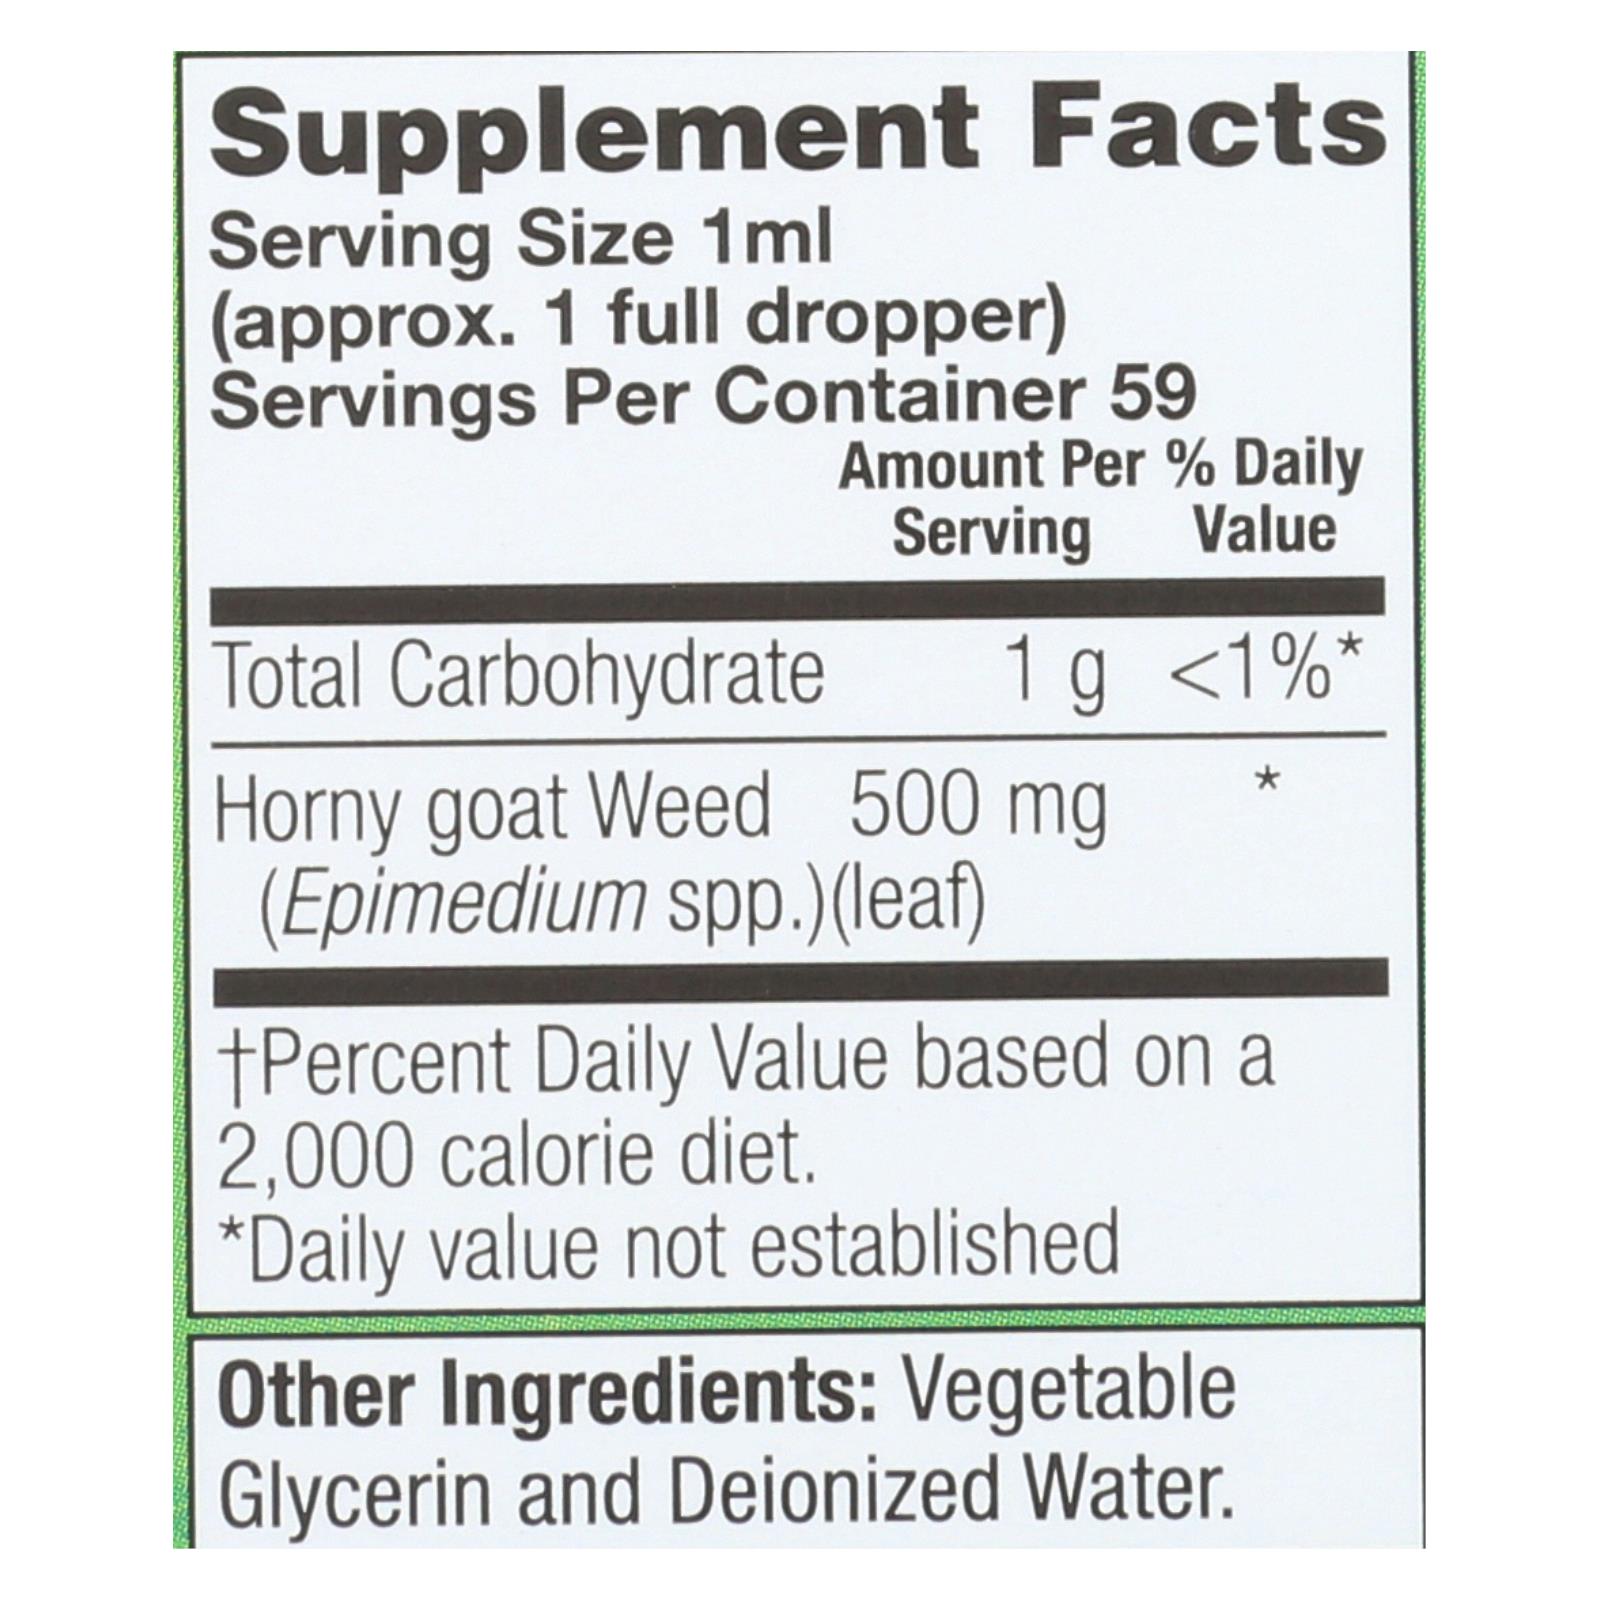 Supplement Facts
Serving Size 1ml
(approx. 1 full dropper)
Servings Per Container 59
Amount Per % Daily
Serving Value
Total Carbohydrate 1 g <1%*
Horny goat Weed 500 mg *
(Epimedium spp.)(leaf)
†Percent Daily Value based on a
2,000 calorie diet.
*Daily value not established
Other Ingredients: Vegetable
Glycerin and Deionized Water.